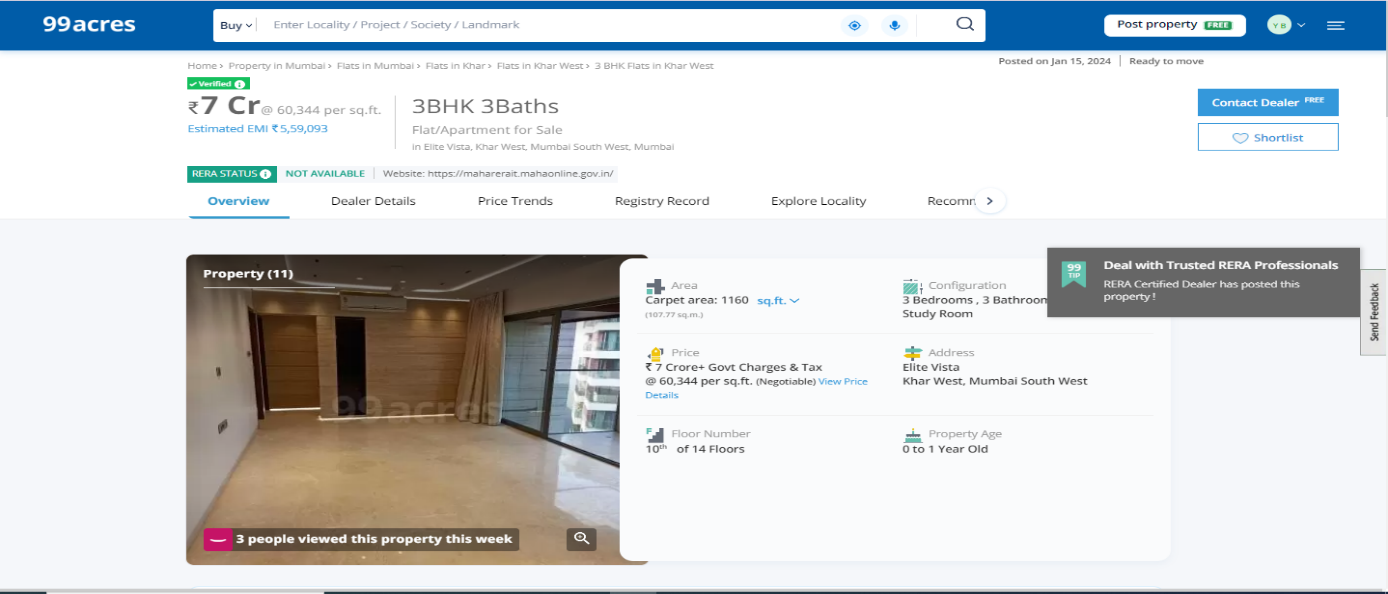 99acres
Buy
Enter Locality / Project / Society / Landmark
Post property FREE
Y B
Home > Property in Mumbai > Flats in Mumbai > Flats in Khar > Flats in Khar West > 3 BHK Flats in Khar West
Posted on Jan 15, 2024 | Ready to move
Verified
₹7 Cr @ 60,344 per sq.ft.
Estimated EMI ₹5,59,093
3BHK 3Baths
Flat/Apartment for Sale
in Elite Vista, Khar West, Mumbai South West, Mumbai
Contact Dealer FREE
Shortlist
RERA STATUS NOT AVAILABLE | Website: https://maharerait.mahaonline.gov.in/
Overview Dealer Details Price Trends Registry Record Explore Locality Recom
Property (11)
99acres
3 people viewed this property this week
Area
Carpet area: 1160 sq.ft.
(107.77 sq.m.)
Configuration
3 Bedrooms , 3 Bathroom
Study Room
Price
₹ 7 Crore+ Govt Charges & Tax
@ 60,344 per sq.ft. (Negotiable) View Price
Details
Address
Elite Vista
Khar West, Mumbai South West
F
Floor Number
10th of 14 Floors
Property Age
0 to 1 Year Old
99
TIP
Deal with Trusted RERA Professionals
RERA Certified Dealer has posted this
property!
Send Feedback